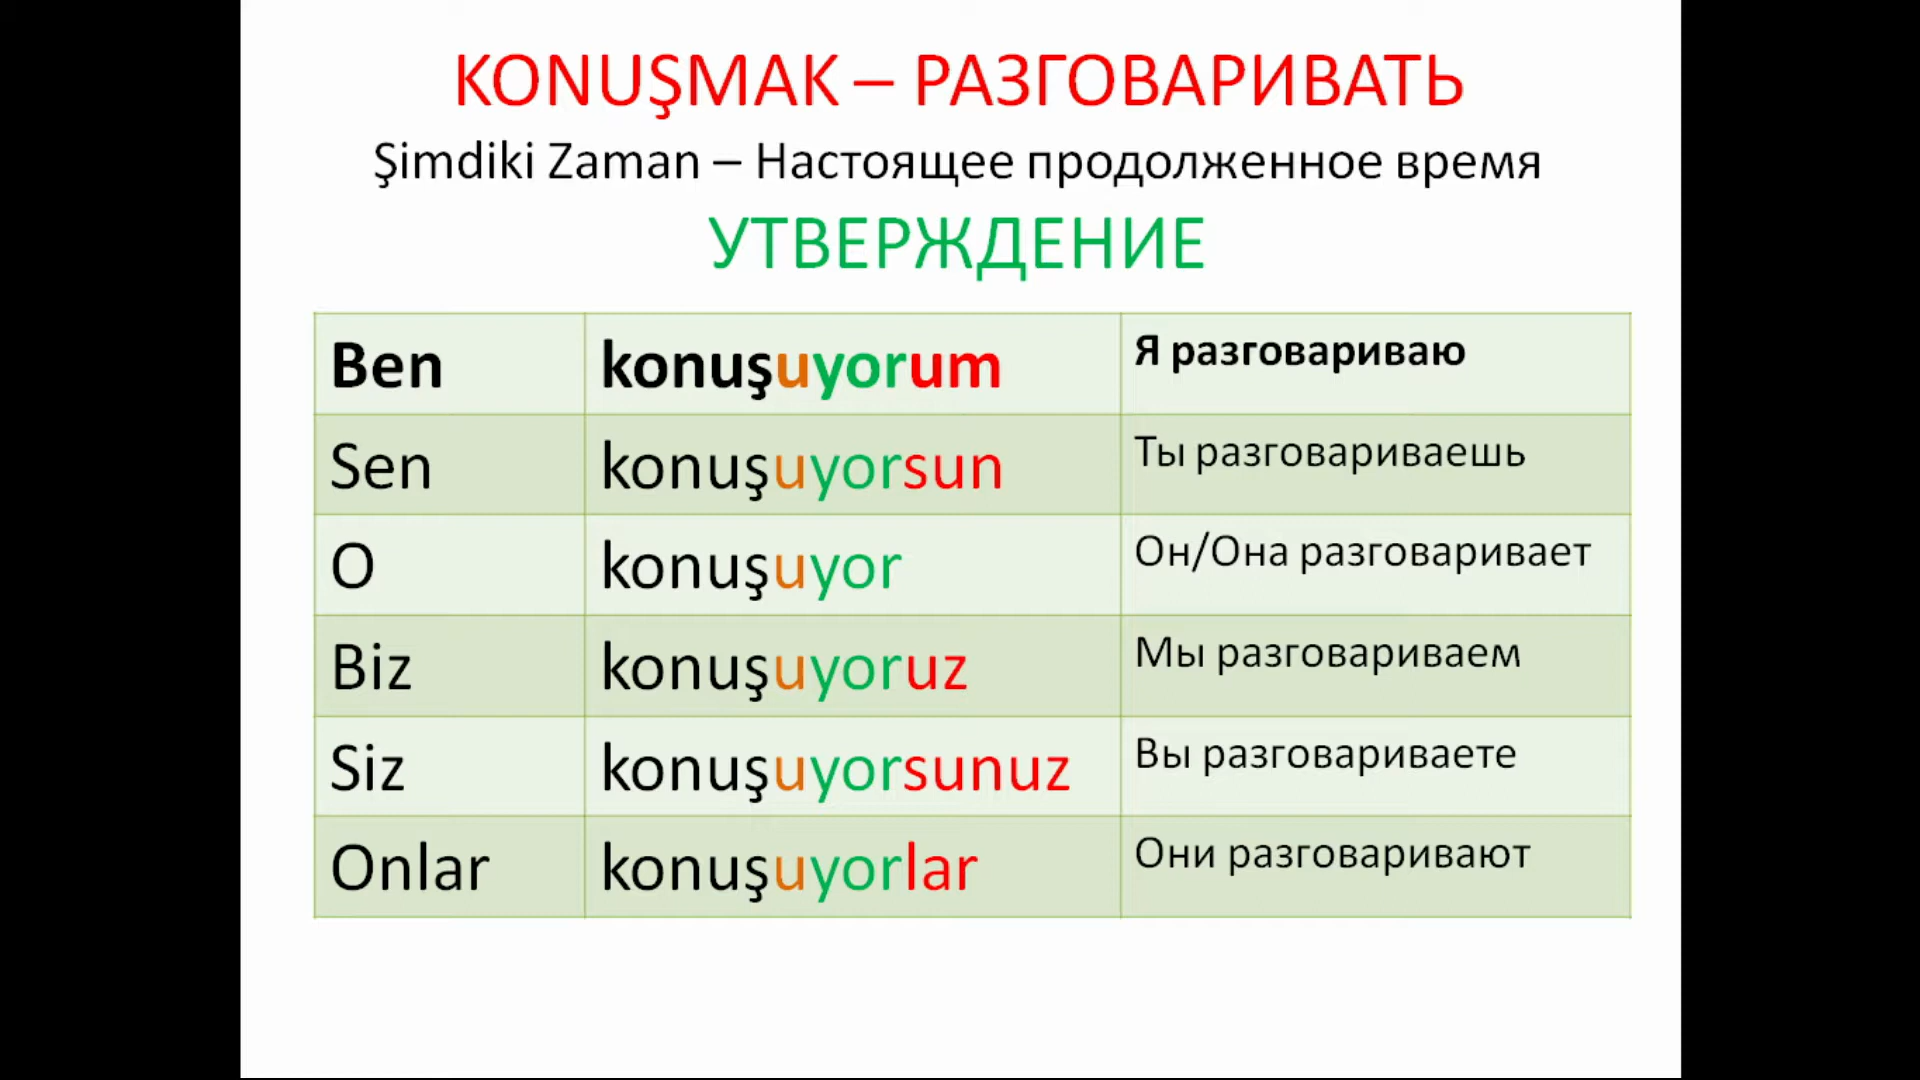 KONUŞMAK – РАЗГОВАРИВАТЬ
Şimdiki Zaman – Настоящее продолженное время
УТВЕРЖДЕНИЕ
Ben konuşuyorum Я разговариваю
Sen konuşuyorsun Ты разговариваешь
O konuşuyor Он/Она разговаривает
Biz konuşuyoruz Мы разговариваем
Siz konuşuyorsunuz Вы разговариваете
Onlar konuşuyorlar Они разговаривают